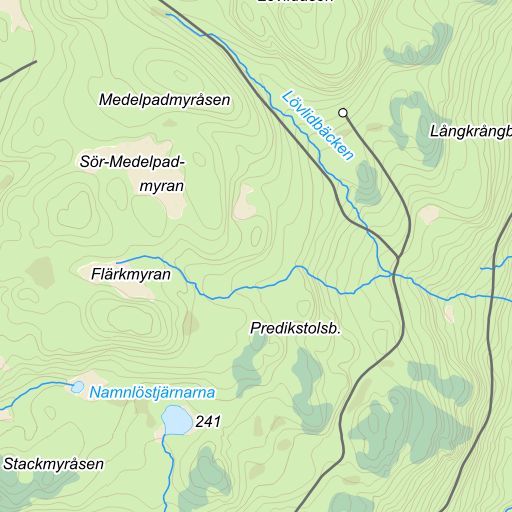 Medelpadmyråsen
Lövlidbäcken
Långkrångb
Sör-Medelpad-
myran
Flärkmyran
Predikstolsb.
Namnlöstjärnarna
241
Stackmyråsen